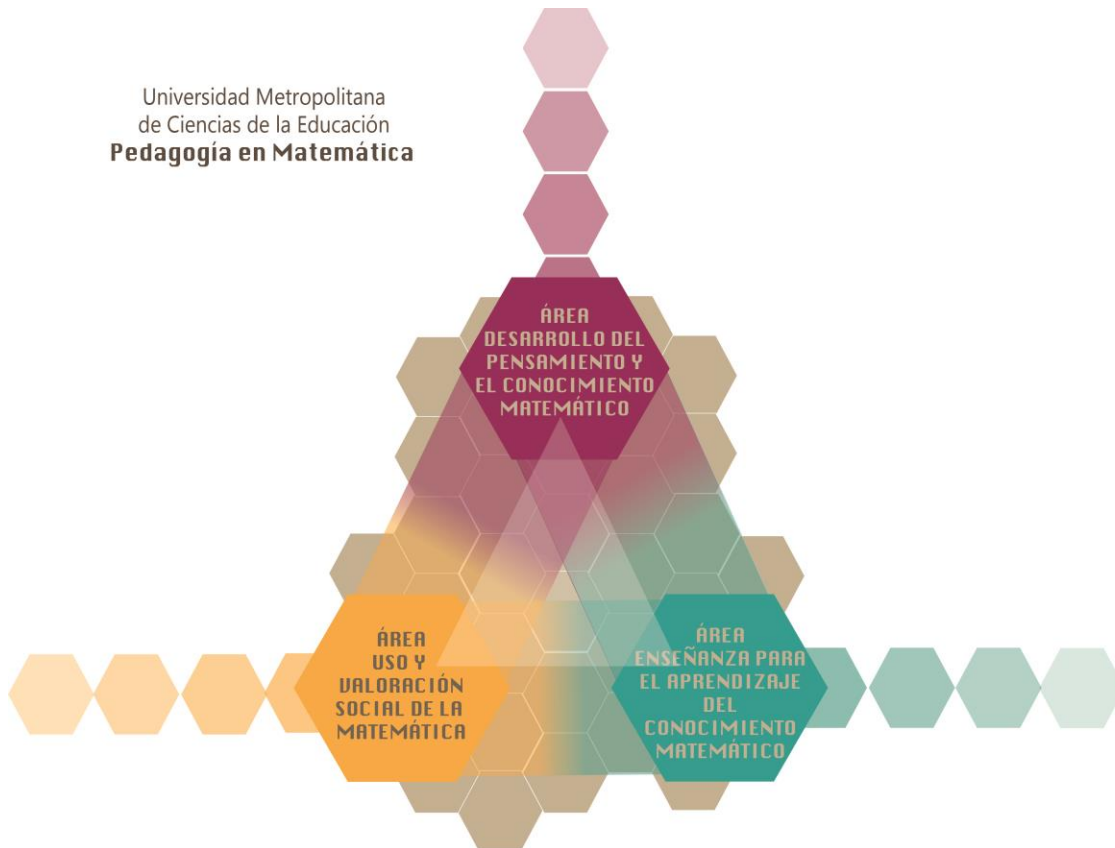 Universidad Metropolitana
de Ciencias de la Educación
Pedagogía en Matemática
ÁREA
DESARROLLO DEL
PENSAMIENTO Y
EL CONOCIMIENTO
MATEMÁTICO
ÁREA
USO Y
VALORACIÓN
SOCIAL DE LA
MATEMÁTICA
ÁREA
ENSEÑANZA PARA
EL APRENDIZAJE
DEL
CONOCIMIENTO
MATEMÁTICO